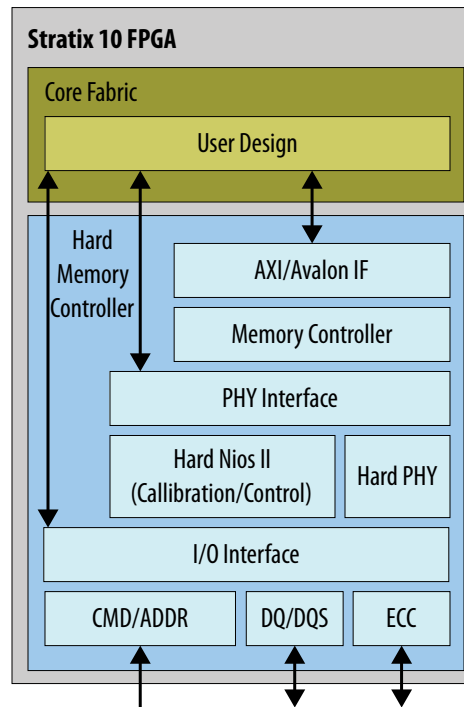 Stratix 10 FPGA
Core Fabric
User Design
Hard
Memory
Controller
AXI/Avalon IF
Memory Controller
PHY Interface
Hard Nios II
(Callibration/Control)
Hard PHY
I/O Interface
CMD/ADDR
DQ/DQS
ECC